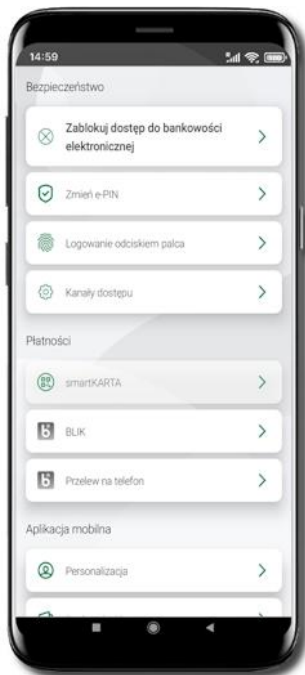 14:59
Bezpieczeństwo
Zablokuj dostęp do bankowości
elektronicznej
Zmień e-PIN
Logowanie odciskiem palca
Kanały dostępu
Płatności
smartKARTA
BLIK
Przelew na telefon
Aplikacja mobilna
Personalizacja